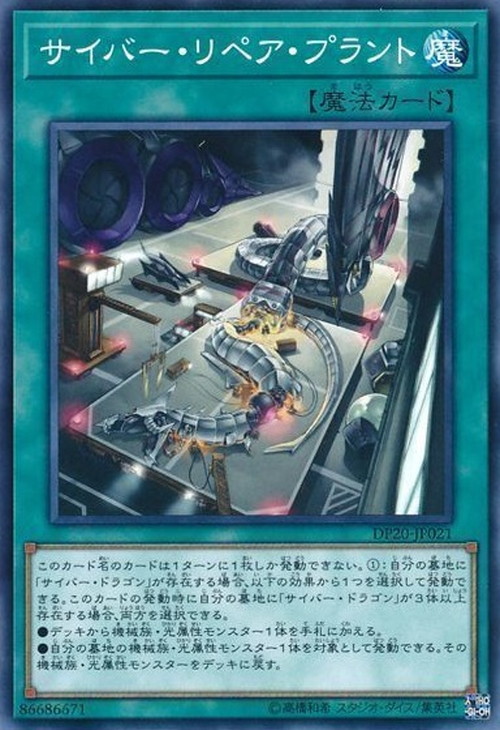 サイバー・リペア・プラント 魔
【魔法カード】
DP20-JP021
このカード名のカードは1ターンに1枚しか発動できない。①:自分の墓地に
「サイバー・ドラゴン」が存在する場合、以下の効果から1つを選択して発動で
きる。このカードの発動時に自分の墓地に「サイバー・ドラゴン」が3体以上
存在する場合、両方を選択できる。
●デッキから機械族・光属性モンスター1体を手札に加える。
●自分の墓地の機械族・光属性モンスター1体を対象として発動できる。その
機械族・光属性モンスターをデッキに戻す。
86686671 ©高橋和希 スタジオ・ダイス/集英社